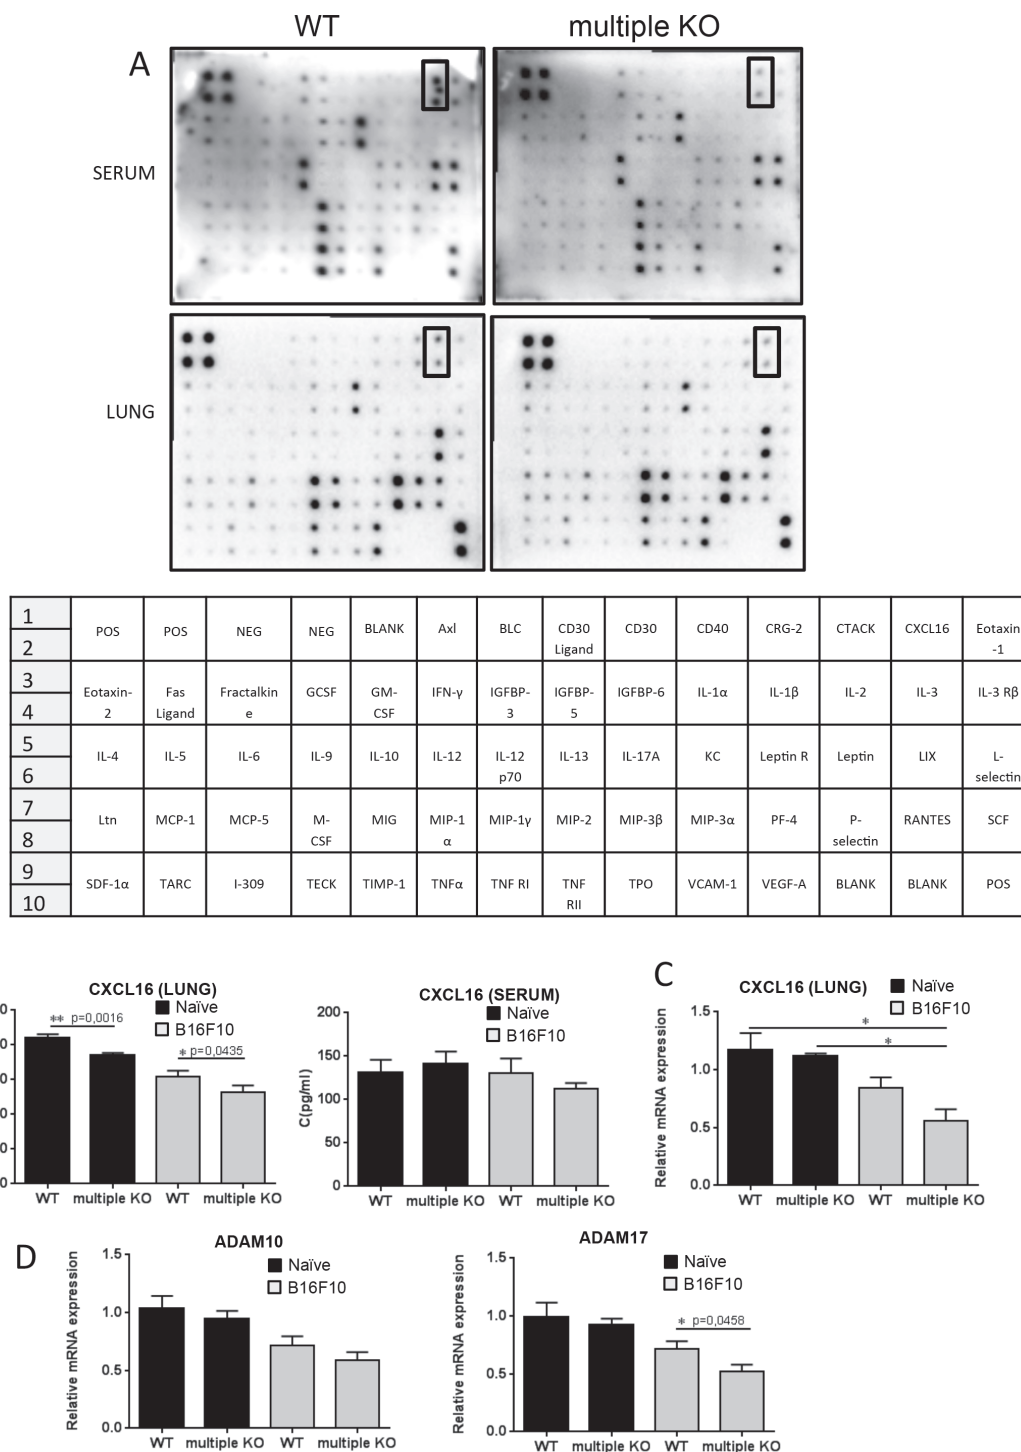 WT multiple KO
A
SERUM
LUNG
1
2
POS POS NEG NEG BLANK Axl BLC CD30 Ligand CD30 CD40 CRG-2 CTACK CXCL16 Eotaxin -1
3
4
Eotaxin-2 Fas Ligand Fractalkin e GCSF GM-CSF IFN-γ IGFBP-3 IGFBP-5 IGFBP-6 IL-1α IL-1β IL-2 IL-3 IL-3 Rβ
5
6
IL-4 IL-5 IL-6 IL-9 IL-10 IL-12 IL-12 p70 IL-13 IL-17A KC Leptin R Leptin LIX L-selectin
7
8
Ltn MCP-1 MCP-5 M-CSF MIG MIP-1 α MIP-1γ MIP-2 MIP-3β MIP-3α PF-4 P-selectin RANTES SCF
9
10
SDF-1α TARC I-309 TECK TIMP-1 TNFα TNF RI TNF RII TPO VCAM-1 VEGF-A BLANK BLANK POS
CXCL16 (LUNG)
Naïve
B16F10
** p=0,0016
* p=0,0435
0
0
0
0
0
0
WT multiple KO WT multiple KO
CXCL16 (SERUM)
Naïve
B16F10
C(pg/ml)
200
150
100
50
0
WT multiple KO WT multiple KO
C
CXCL16 (LUNG)
Naïve
B16F10
*
*
Relative mRNA expression
1.5
1.0
0.5
0.0
WT multiple KO WT multiple KO
D
ADAM10
Naïve
B16F10
Relative mRNA expression
1.5
1.0
0.5
0.0
WT multiple KO WT multiple KO
ADAM17
Naïve
B16F10
* p=0,0458
Relative mRNA expression
1.5
1.0
0.5
0.0
WT multiple KO WT multiple KO